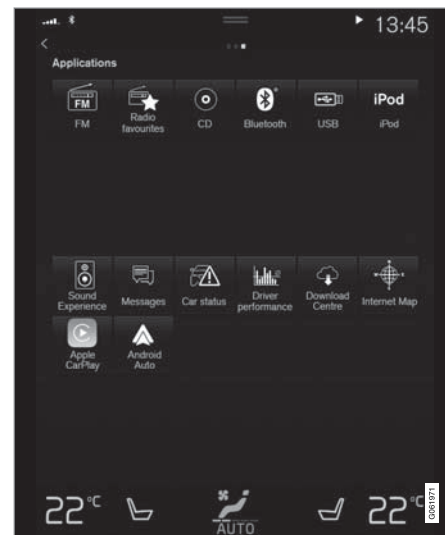 13:45
Applications
FM
iPod
FM
Radio favourites
CD
Bluetooth
USB
iPod
Sound Experience
Messages
Car status
Driver performance
Download Centre
Internet Map
Apple CarPlay
Android Auto
22°C
22°C
AUTO
G061971